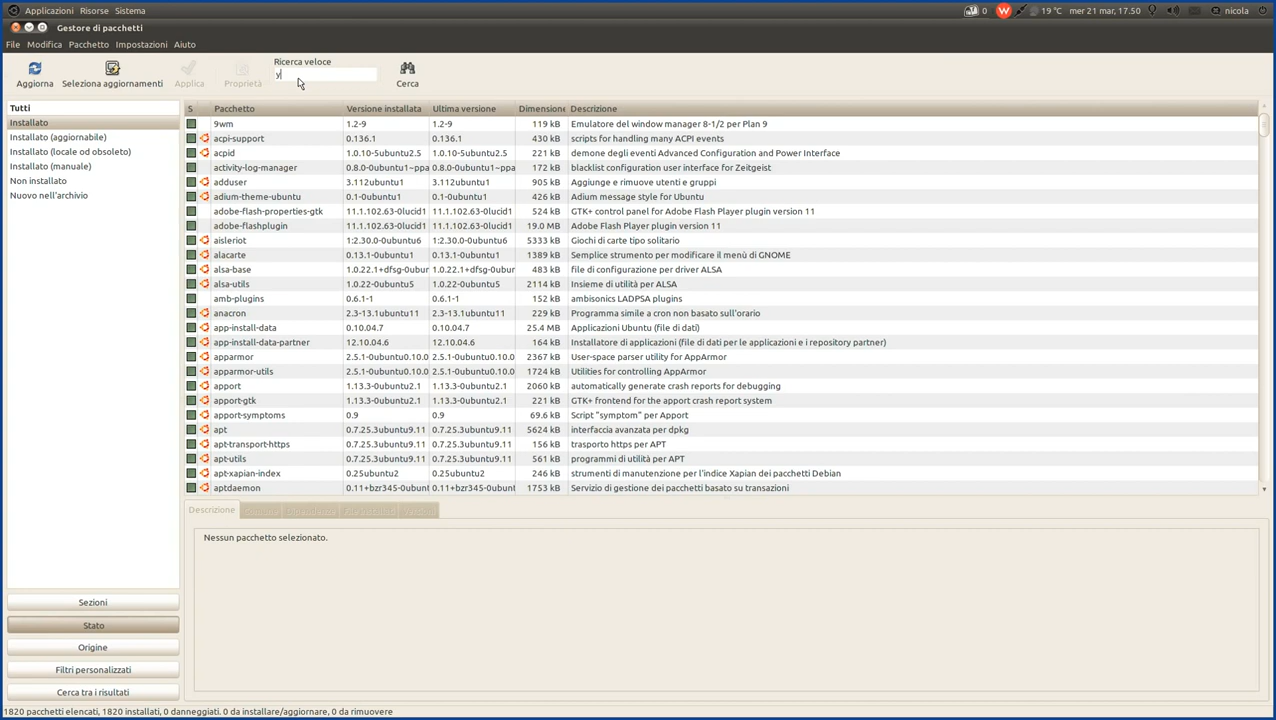 Applicazioni Risorse Sistema 0 19 °C mer 21 mar, 17.50 nicola
Gestore di pacchetti
File Modifica Pacchetto Impostazioni Aiuto
Ricerca veloce
y
Aggiorna Seleziona aggiornamenti Applica Proprietà Cerca
Tutti
Installato
Installato (aggiornabile)
Installato (locale od obsoleto)
Installato (manuale)
Non installato
Nuovo nell'archivio
S Pacchetto Versione installata Ultima versione Dimensione Descrizione
9wm 1.2-9 1.2-9 119 kB Emulatore del window manager 8-1/2 per Plan 9
acpi-support 0.136.1 0.136.1 430 kB scripts for handling many ACPI events
acpid 1.0.10-5ubuntu2.5 1.0.10-5ubuntu2.5 221 kB demone degli eventi Advanced Configuration and Power Interface
activity-log-manager 0.8.0-0ubuntu1~ppa 0.8.0-0ubuntu1~ppa 172 kB blacklist configuration user interface for Zeitgeist
adduser 3.112ubuntu1 3.112ubuntu1 905 kB Aggiunge e rimuove utenti e gruppi
adium-theme-ubuntu 0.1-0ubuntu1 0.1-0ubuntu1 426 kB Adium message style for Ubuntu
adobe-flash-properties-gtk 11.1.102.63-0lucid1 11.1.102.63-0lucid1 524 kB GTK+ control panel for Adobe Flash Player plugin version 11
adobe-flashplugin 11.1.102.63-0lucid1 11.1.102.63-0lucid1 19.0 MB Adobe Flash Player plugin version 11
aisleriot 1:2.30.0-0ubuntu6 1:2.30.0-0ubuntu6 5333 kB Giochi di carte tipo solitario
alacarte 0.13.1-0ubuntu1 0.13.1-0ubuntu1 1389 kB Semplice strumento per modificare il menù di GNOME
alsa-base 1.0.22.1+dfsg-0ubur 1.0.22.1+dfsg-0ubur 483 kB file di configurazione per driver ALSA
alsa-utils 1.0.22-0ubuntu5 1.0.22-0ubuntu5 2114 kB Insieme di utilità per ALSA
amb-plugins 0.6.1-1 0.6.1-1 152 kB ambisonics LADPSA plugins
anacron 2.3-13.1ubuntu11 2.3-13.1ubuntu11 229 kB Programma simile a cron non basato sull'orario
app-install-data 0.10.04.7 0.10.04.7 25.4 MB Applicazioni Ubuntu (file di dati)
app-install-data-partner 12.10.04.6 12.10.04.6 164 kB Installatore di applicazioni (file di dati per le applicazioni e i repository partner)
apparmor 2.5.1-0ubuntu0.10.0 2.5.1-0ubuntu0.10.0 2367 kB User-space parser utility for AppArmor
apparmor-utils 2.5.1-0ubuntu0.10.0 2.5.1-0ubuntu0.10.0 1724 kB Utilities for controlling AppArmor
apport 1.13.3-0ubuntu2.1 1.13.3-0ubuntu2.1 2060 kB automatically generate crash reports for debugging
apport-gtk 1.13.3-0ubuntu2.1 1.13.3-0ubuntu2.1 221 kB GTK+ frontend for the apport crash report system
apport-symptoms 0.9 0.9 69.6 kB Script "symptom" per Apport
apt 0.7.25.3ubuntu9.11 0.7.25.3ubuntu9.11 5624 kB interfaccia avanzata per dpkg
apt-transport-https 0.7.25.3ubuntu9.11 0.7.25.3ubuntu9.11 156 kB trasporto https per APT
apt-utils 0.7.25.3ubuntu9.11 0.7.25.3ubuntu9.11 561 kB programmi di utilità per APT
apt-xapian-index 0.25ubuntu2 0.25ubuntu2 246 kB strumenti di manutenzione per l'indice Xapian dei pacchetti Debian
aptdaemon 0.11+bzr345-0ubunt 0.11+bzr345-0ubunt 1753 kB Servizio di gestione dei pacchetti basato su transazioni
Descrizione
Nessun pacchetto selezionato.
Sezioni
Stato
Origine
Filtri personalizzati
Cerca tra i risultati
1820 pacchetti elencati, 1820 installati, 0 danneggiati. 0 da installare/aggiornare, 0 da rimuovere